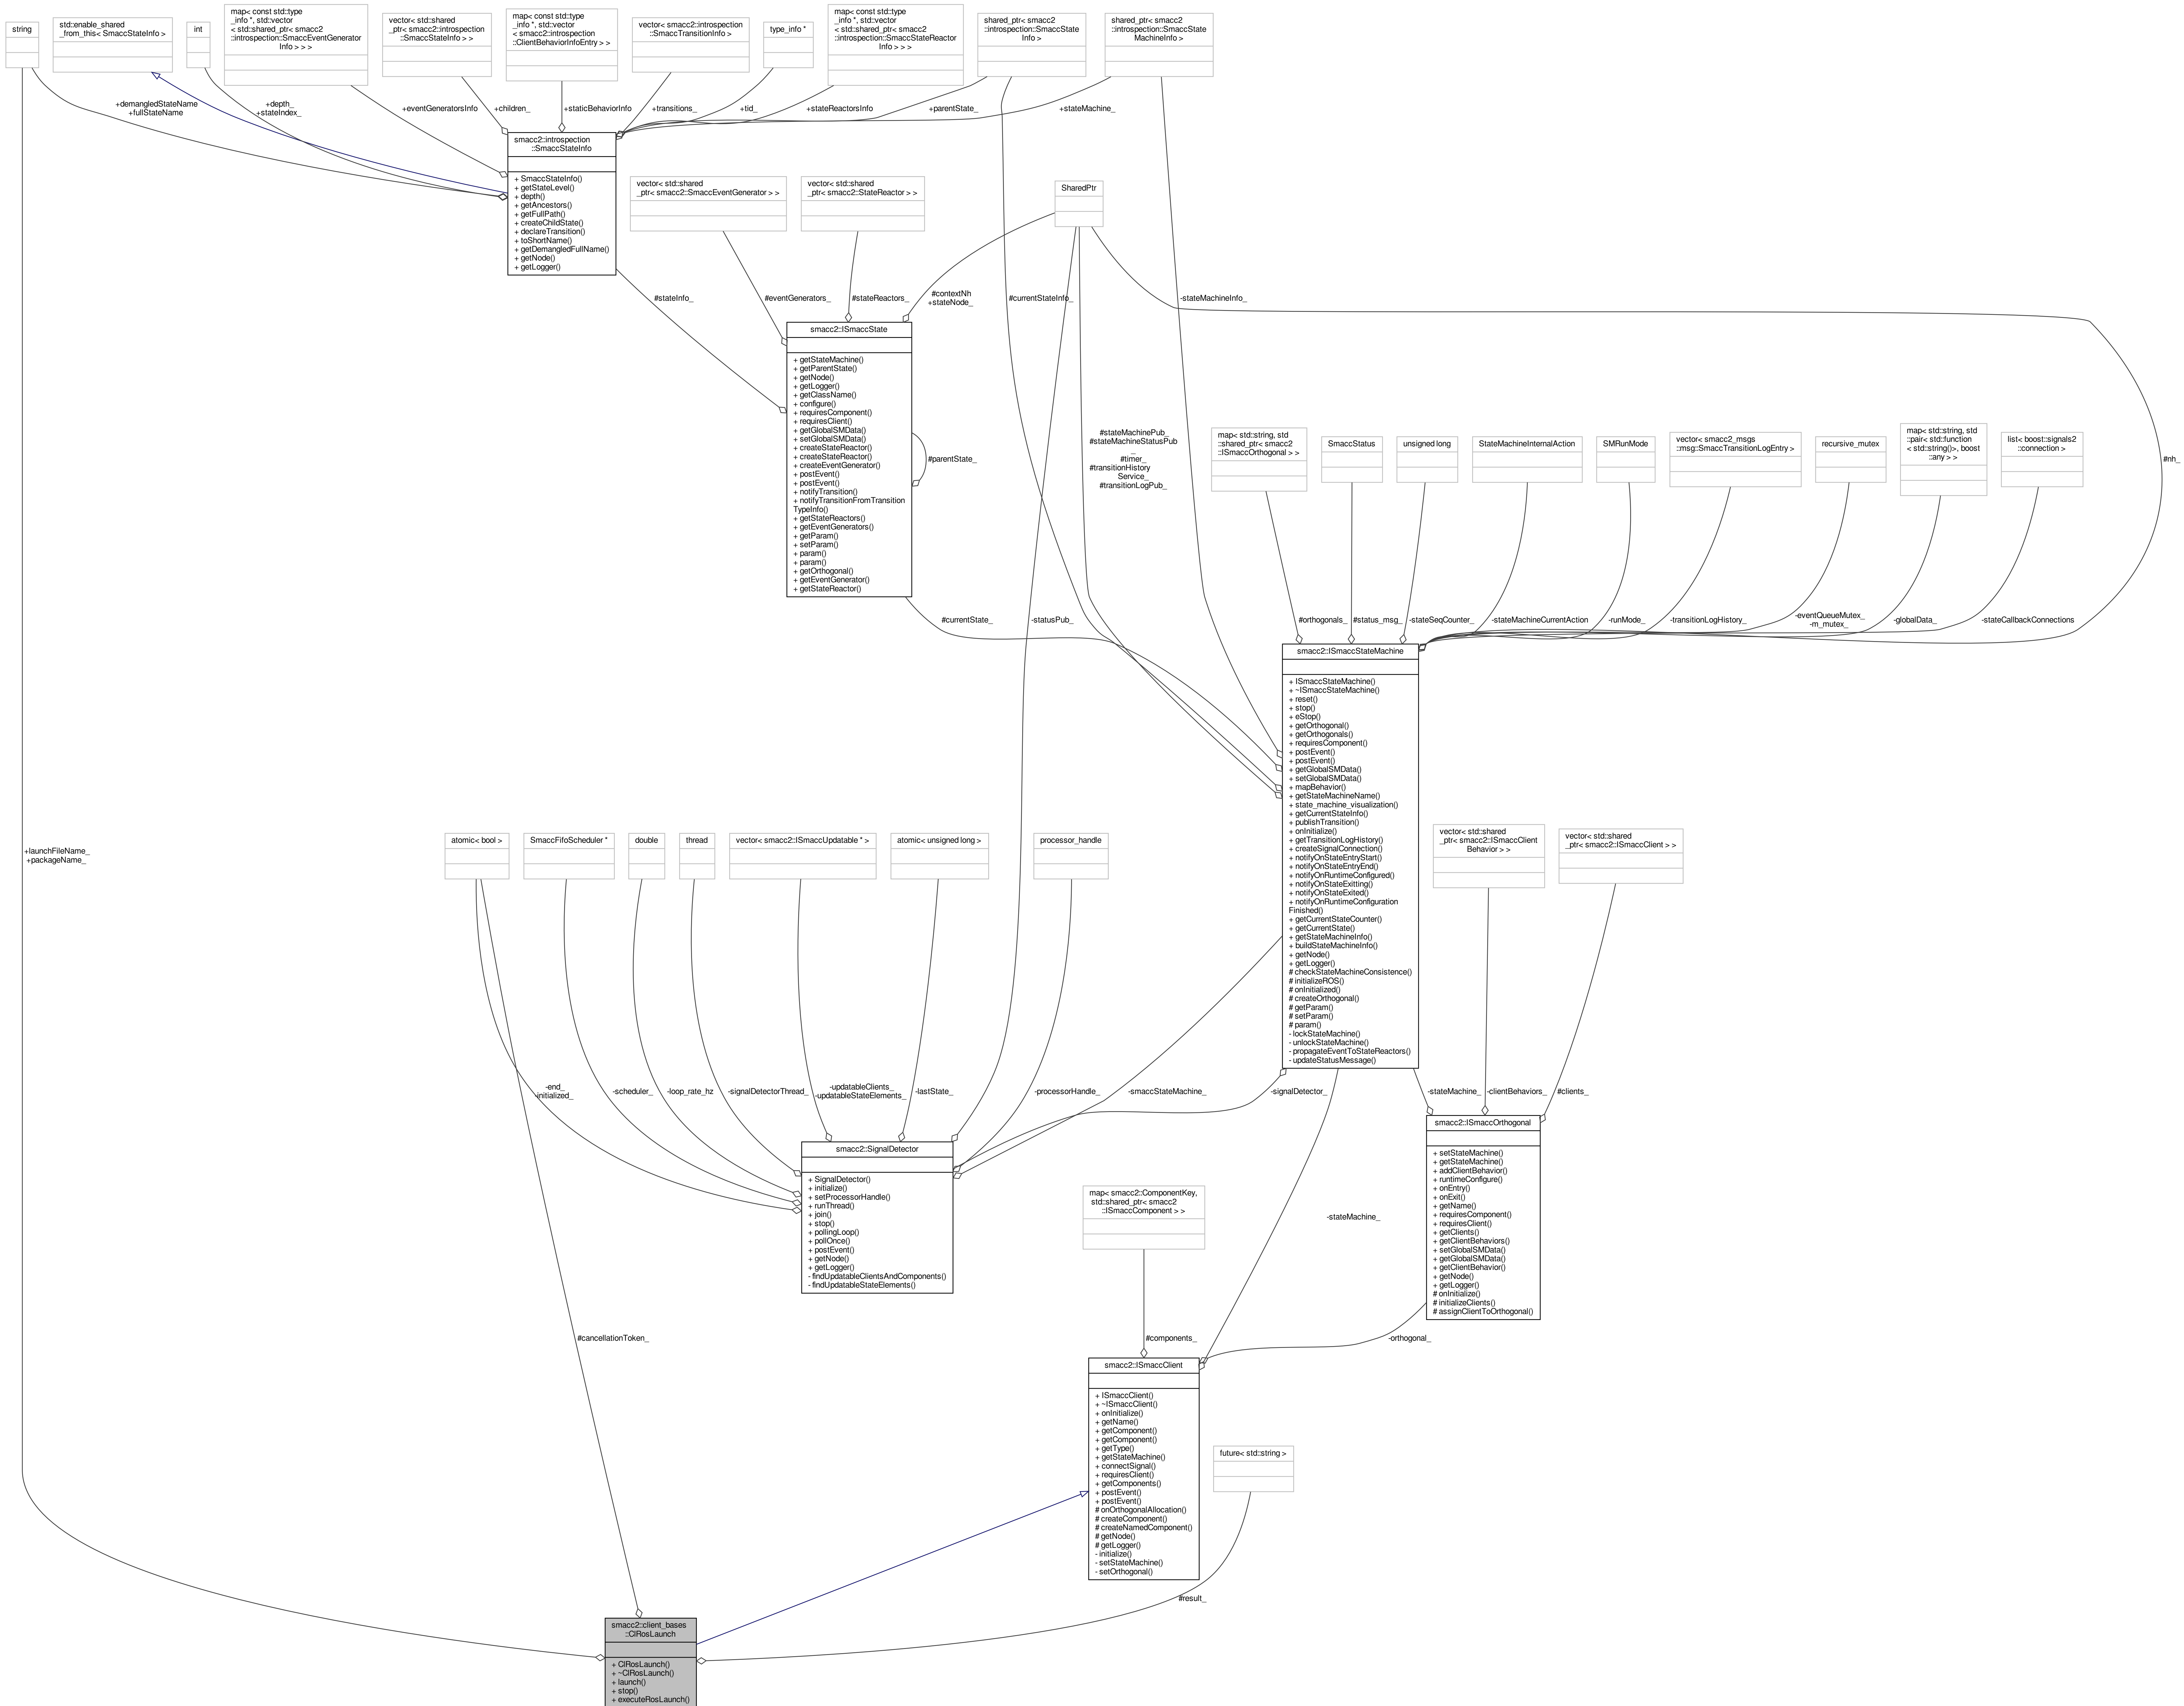 string
std::enable_shared
_from_this< SmaccStateInfo >
int
map< const std::type
_info *, std::vector
< std::shared_ptr< smacc2
::introspection::SmaccEventGenerator
Info > > >
vector< std::shared
_ptr< smacc2::introspection
::SmaccStateInfo > >
map< const std::type
_info *, std::vector
< smacc2::introspection
::ClientBehaviorInfoEntry > >
vector< smacc2::introspection
::SmaccTransitionInfo >
type_info *
map< const std::type
_info *, std::vector
< std::shared_ptr< smacc2
::introspection::SmaccStateReactor
Info > > >
shared_ptr< smacc2
::introspection::SmaccState
Info >
shared_ptr< smacc2
::introspection::SmaccState
MachineInfo >
+demangledStateName
+fullStateName
+depth_
+stateIndex_
+eventGeneratorsInfo
+children_
+staticBehaviorInfo
+transitions_
+tid_
+stateReactorsInfo
+parentState_
+stateMachine_
smacc2::introspection
::SmaccStateInfo
+ SmaccStateInfo()
+ getStateLevel()
+ depth()
+ getAncestors()
+ getFullPath()
+ createChildState()
+ declareTransition()
+ toShortName()
+ getDemangledFullName()
+ getNode()
+ getLogger()
vector< std::shared
_ptr< smacc2::SmaccEventGenerator > >
vector< std::shared
_ptr< smacc2::StateReactor > >
SharedPtr
#stateInfo_
#eventGenerators_
#stateReactors_
#contextNh
+stateNode_
#currentStateInfo_
-stateMachineInfo_
smacc2::ISmaccState
+ getStateMachine()
+ getParentState()
+ getNode()
+ getLogger()
+ getClassName()
+ configure()
+ requiresComponent()
+ requiresClient()
+ getGlobalSMData()
+ setGlobalSMData()
+ createStateReactor()
+ createStateReactor()
+ createEventGenerator()
+ postEvent()
+ postEvent()
+ notifyTransition()
+ notifyTransitionFromTransition
TypeInfo()
+ getStateReactors()
+ getEventGenerators()
+ getParam()
+ setParam()
+ param()
+ param()
+ getOrthogonal()
+ getEventGenerator()
+ getStateReactor()
#parentState_
#stateMachinePub_
#stateMachineStatusPub
_
#timer_
#transitionHistory
Service_
#transitionLogPub_
map< std::string, std
::shared_ptr< smacc2
::ISmaccOrthogonal > >
SmaccStatus
unsigned long
StateMachineInternalAction
SMRunMode
vector< smacc2_msgs
::msg::SmaccTransitionLogEntry >
recursive_mutex
map< std::string, std
::pair< std::function
< std::string()>, boost
::any > >
list< boost::signals2
::connection >
#nh_
#currentState_
-statusPub_
#orthogonals_
#status_msg_
-stateSeqCounter_
-stateMachineCurrentAction
-runMode_
-transitionLogHistory_
-eventQueueMutex_
-m_mutex_
-globalData_
-stateCallbackConnections
smacc2::ISmaccStateMachine
+ ISmaccStateMachine()
+ ~ISmaccStateMachine()
+ reset()
+ stop()
+ eStop()
+ getOrthogonal()
+ getOrthogonals()
+ requiresComponent()
+ postEvent()
+ postEvent()
+ getGlobalSMData()
+ setGlobalSMData()
+ mapBehavior()
+ getStateMachineName()
+ state_machine_visualization()
+ getCurrentStateInfo()
+ publishTransition()
+ onInitialize()
+ getTransitionLogHistory()
+ createSignalConnection()
+ notifyOnStateEntryStart()
+ notifyOnStateEntryEnd()
+ notifyOnRuntimeConfigured()
+ notifyOnStateExitting()
+ notifyOnStateExited()
+ notifyOnRuntimeConfiguration
Finished()
+ getCurrentStateCounter()
+ getCurrentState()
+ getStateMachineInfo()
+ buildStateMachineInfo()
+ getNode()
+ getLogger()
# checkStateMachineConsistence()
# initializeROS()
# onInitialized()
# createOrthogonal()
# getParam()
# setParam()
# param()
- lockStateMachine()
- unlockStateMachine()
- propagateEventToStateReactors()
- updateStatusMessage()
+launchFileName_
+packageName_
atomic< bool >
SmaccFifoScheduler *
double
thread
vector< smacc2::ISmaccUpdatable * >
atomic< unsigned long >
processor_handle
vector< std::shared
_ptr< smacc2::ISmaccClient
Behavior > >
vector< std::shared
_ptr< smacc2::ISmaccClient > >
-end_
-initialized_
-scheduler_
-loop_rate_hz
-signalDetectorThread_
-updatableClients_
-updatableStateElements_
-lastState_
-processorHandle_
-smaccStateMachine_
-signalDetector_
-stateMachine_
-clientBehaviors_
#clients_
smacc2::SignalDetector
+ SignalDetector()
+ initialize()
+ setProcessorHandle()
+ runThread()
+ join()
+ stop()
+ pollingLoop()
+ pollOnce()
+ postEvent()
+ getNode()
+ getLogger()
- findUpdatableClientsAndComponents()
- findUpdatableStateElements()
smacc2::ISmaccOrthogonal
+ setStateMachine()
+ getStateMachine()
+ addClientBehavior()
+ runtimeConfigure()
+ onEntry()
+ onExit()
+ getName()
+ requiresComponent()
+ requiresClient()
+ getClients()
+ getClientBehaviors()
+ setGlobalSMData()
+ getGlobalSMData()
+ getClientBehavior()
+ getNode()
+ getLogger()
# onInitialize()
# initializeClients()
# assignClientToOrthogonal()
map< smacc2::ComponentKey,
std::shared_ptr< smacc2
::ISmaccComponent > >
-stateMachine_
#cancellationToken_
#components_
-orthogonal_
smacc2::ISmaccClient
+ ISmaccClient()
+ ~ISmaccClient()
+ onInitialize()
+ getName()
+ getComponent()
+ getComponent()
+ getType()
+ getStateMachine()
+ connectSignal()
+ requiresClient()
+ getComponents()
+ postEvent()
+ postEvent()
# onOrthogonalAllocation()
# createComponent()
# createNamedComponent()
# getNode()
# getLogger()
- initialize()
- setStateMachine()
- setOrthogonal()
future< std::string >
#result_
smacc2::client_bases
::ClRosLaunch
+ ClRosLaunch()
+ ~ClRosLaunch()
+ launch()
+ stop()
+ executeRosLaunch()